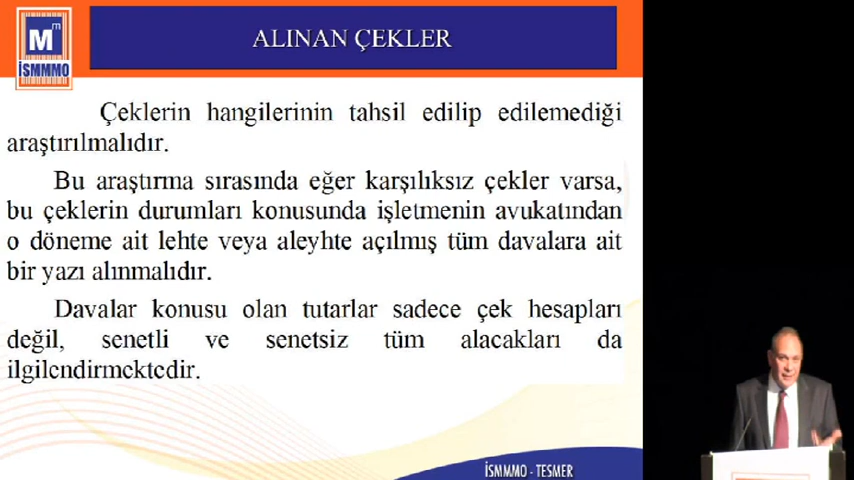 M m
İSMMMO
ALINAN ÇEKLER
Çeklerin hangilerinin tahsil edilip edilemediği
araştırılmalıdır.
Bu araştırma sırasında eğer karşılıksız çekler varsa,
bu çeklerin durumları konusunda işletmenin avukatından
o döneme ait lehte veya aleyhte açılmış tüm davalara ait
bir yazı alınmalıdır.
Davalar konusu olan tutarlar sadece çek hesapları
değil, senetli ve senetsiz tüm alacakları da
ilgilendirmektedir.
İSMMMO - TESMER